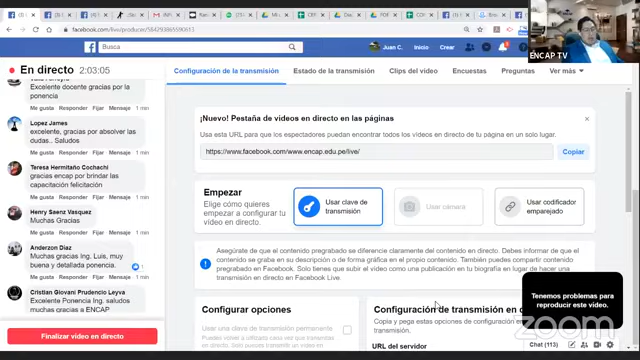 facebook.com/live/producer/584293865590613
Busca
Juan C.
Inicio
Crear
ENCAP TV
En directo
2:03:05
Configuración de la transmisión
Estado de la transmisión
Clips del video
Encuestas
Preguntas
Ver más
Excelente docente gracias por la
ponencia
Me gusta Responder Fijar Mensaje 1 min
Lopez James
excelente, gracias por absolver las
dudas.. Saludos
Me gusta Responder Fijar Mensaje 1 min
Teresa Hermitaño Cochachi
gracias encap por brindar las
capacitación felicitación
Me gusta Responder Fijar Mensaje 1 min
Henry Saenz Vasquez
Muchas Gracias
Me gusta Responder Fijar Mensaje 1 min
Anderzon Diaz
Muchas gracias Ing. Luis, muy
buena y detallada ponencia.
1
Me gusta Responder Fijar Mensaje 1 min
Cristian Giovani Prudencio Leyva
Excelente Ponencia Ing. saludos
muchas gracias a ENCAP
Finalizar video en directo
¡Nuevo! Pestaña de videos en directo en las páginas
Usa esta URL para que los espectadores puedan encontrar todos los videos en directo de tu página en un solo lugar.
https://www.facebook.com/www.encap.edu.pe/live/
Copiar
Empezar
Elige cómo quieres
empezar a configurar tu
video en directo.
Usar clave de
transmisión
Usar cámara
Usar codificador
emparejado
Asegúrate de que el contenido pregrabado se diferencie claramente del contenido en directo. Debes informar de que el
contenido se graba en su descripción o de forma gráfica en el propio contenido. También puedes compartir contenido
pregrabado en Facebook. Solo tienes que subir el video como una publicación en tu biografía en lugar de hacer una
transmisión en Facebook Live.
Configurar opciones
Usar una clave de transmisión permanente
Configuración de transmisión en d
Copia y pega estas opciones de configuración en
transmisión.
URL del servidor
Tenemos problemas para
reproducir este video.
zoom
Chat (113)